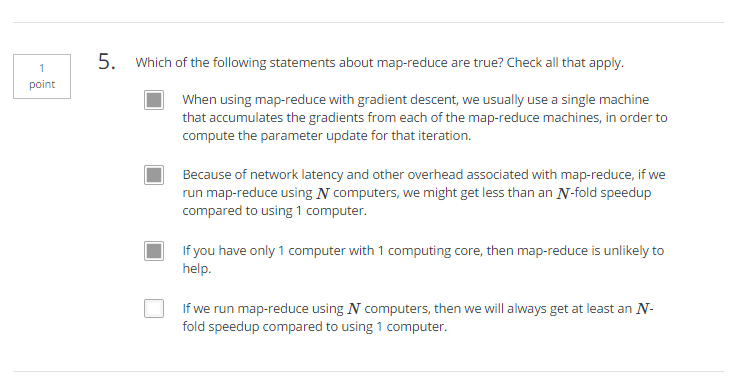 1
point
5. Which of the following statements about map-reduce are true? Check all that apply.
When using map-reduce with gradient descent, we usually use a single machine
that accumulates the gradients from each of the map-reduce machines, in order to
compute the parameter update for that iteration.
Because of network latency and other overhead associated with map-reduce, if we
run map-reduce using N computers, we might get less than an N-fold speedup
compared to using 1 computer.
If you have only 1 computer with 1 computing core, then map-reduce is unlikely to
help.
If we run map-reduce using N computers, then we will always get at least an N-
fold speedup compared to using 1 computer.